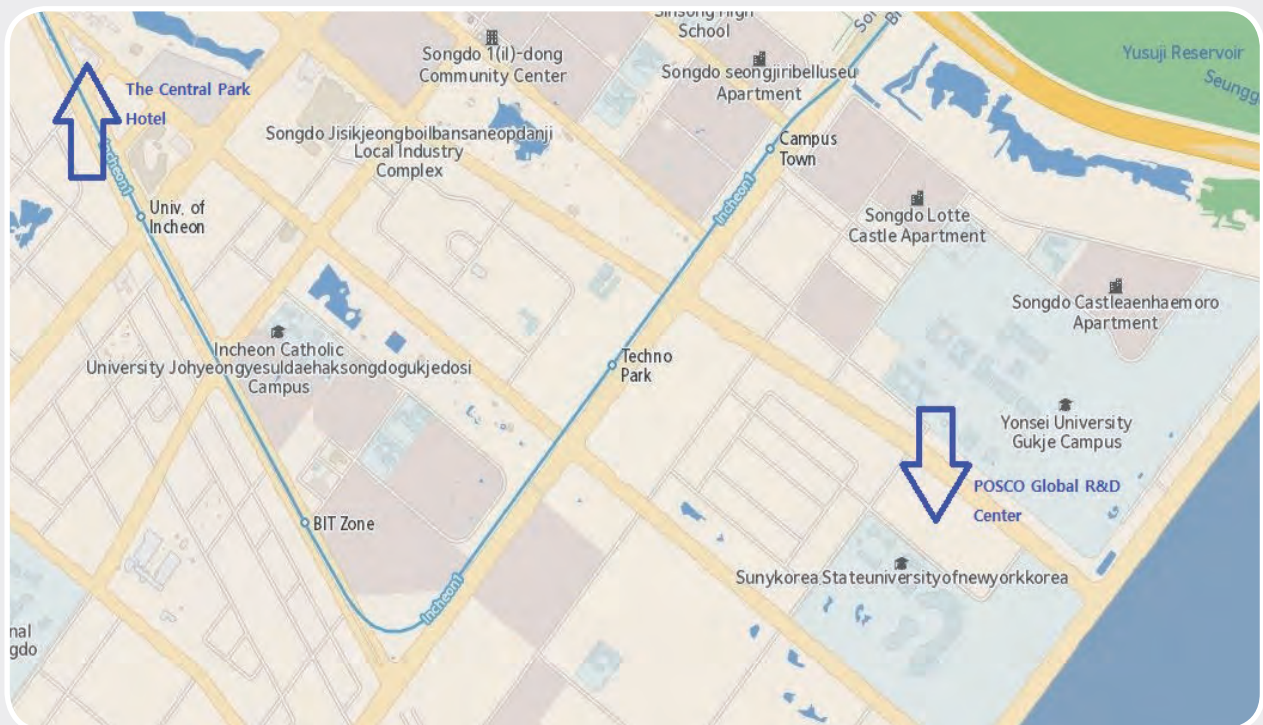 Sinsong High
School
Songdo 1(il)-dong
Community Center
Songdo seongjiribelluseu
Apartment
Yusuji Reservoir
The Central Park
Hotel
Songdo Jisikjeongboilbansaneopdanji
Local Industry
Complex
Campus
Town
Incheon1
Incheon1
Univ. of
Incheon
Songdo Lotte
Castle Apartment
Songdo Castleaenhaemoro
Apartment
Incheon Catholic
University Johyeongyesuldaehaksongdogukjedosi
Campus
Techno
Park
Yonsei University
Gukje Campus
POSCO Global R&D
Center
BIT Zone
Sunykorea Stateuniversityofnewyorkkorea
Incheon1